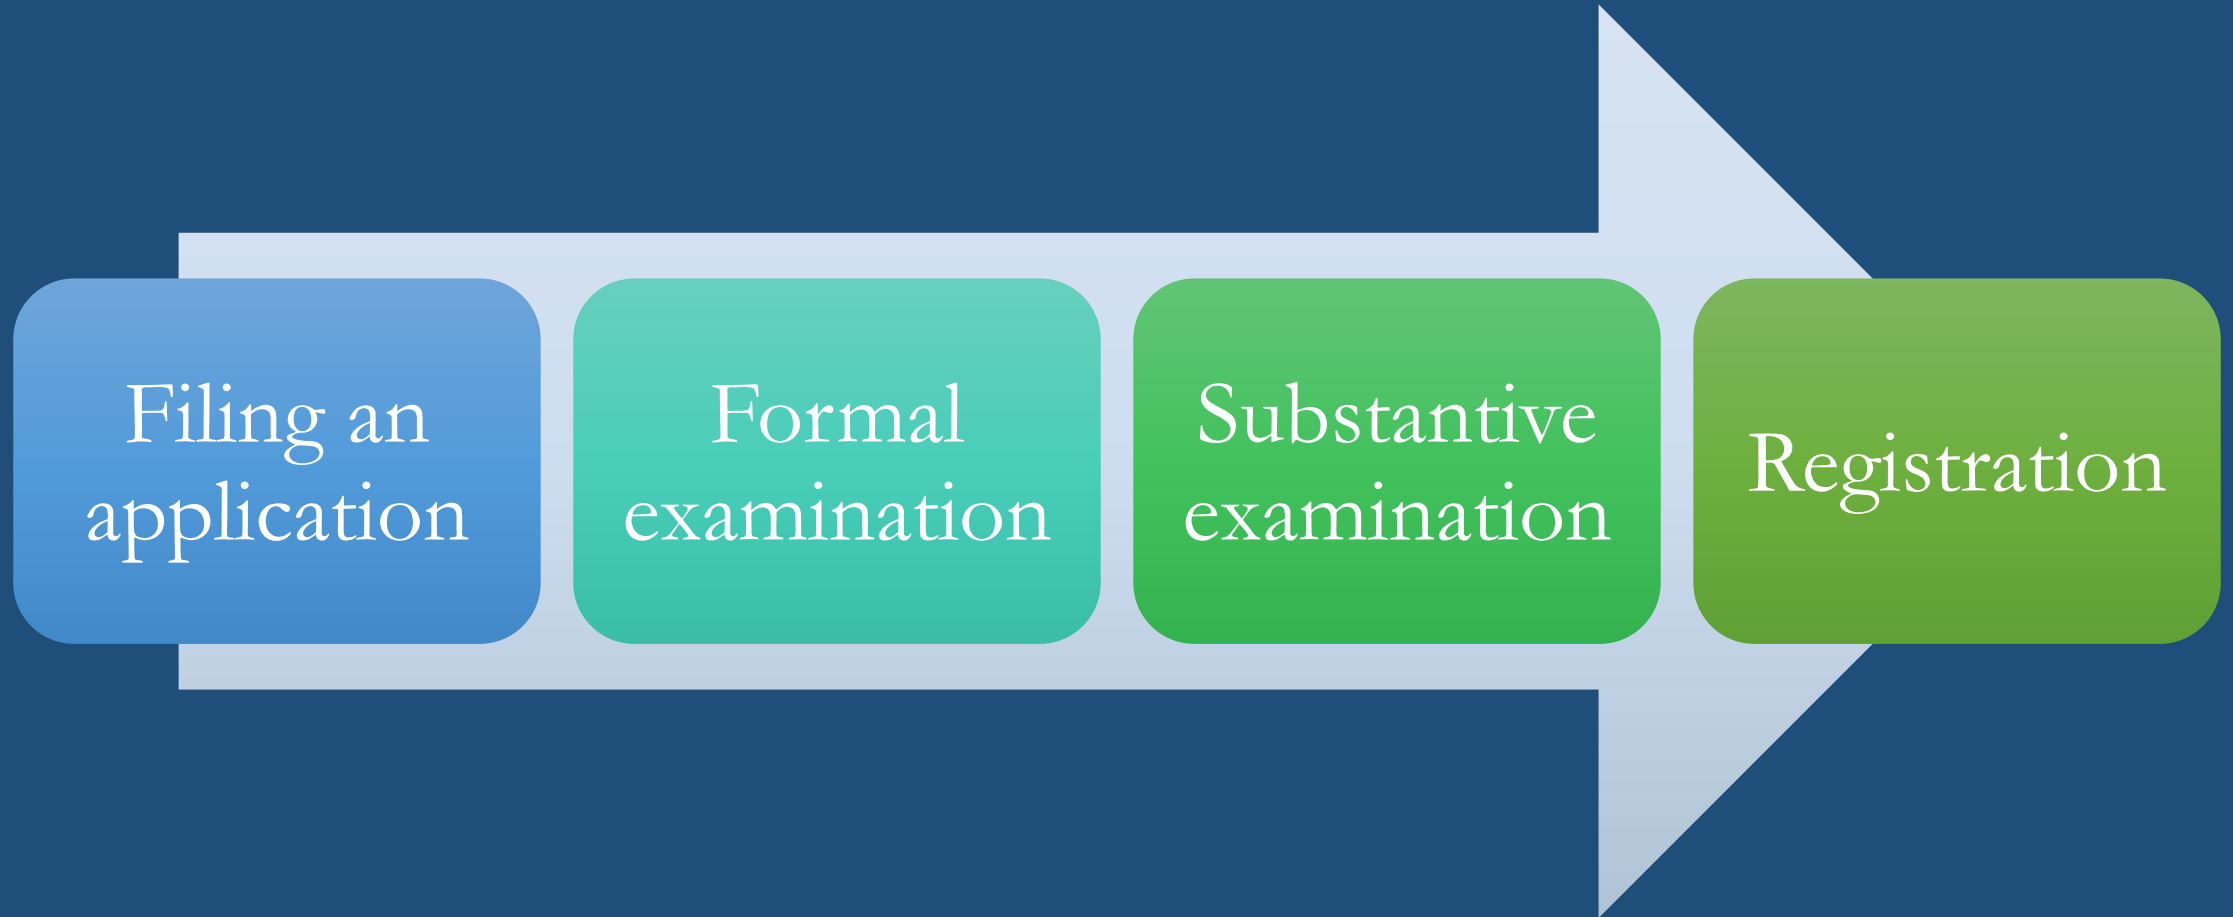 Filing an
application
Formal
examination
Substantive
examination
Registration